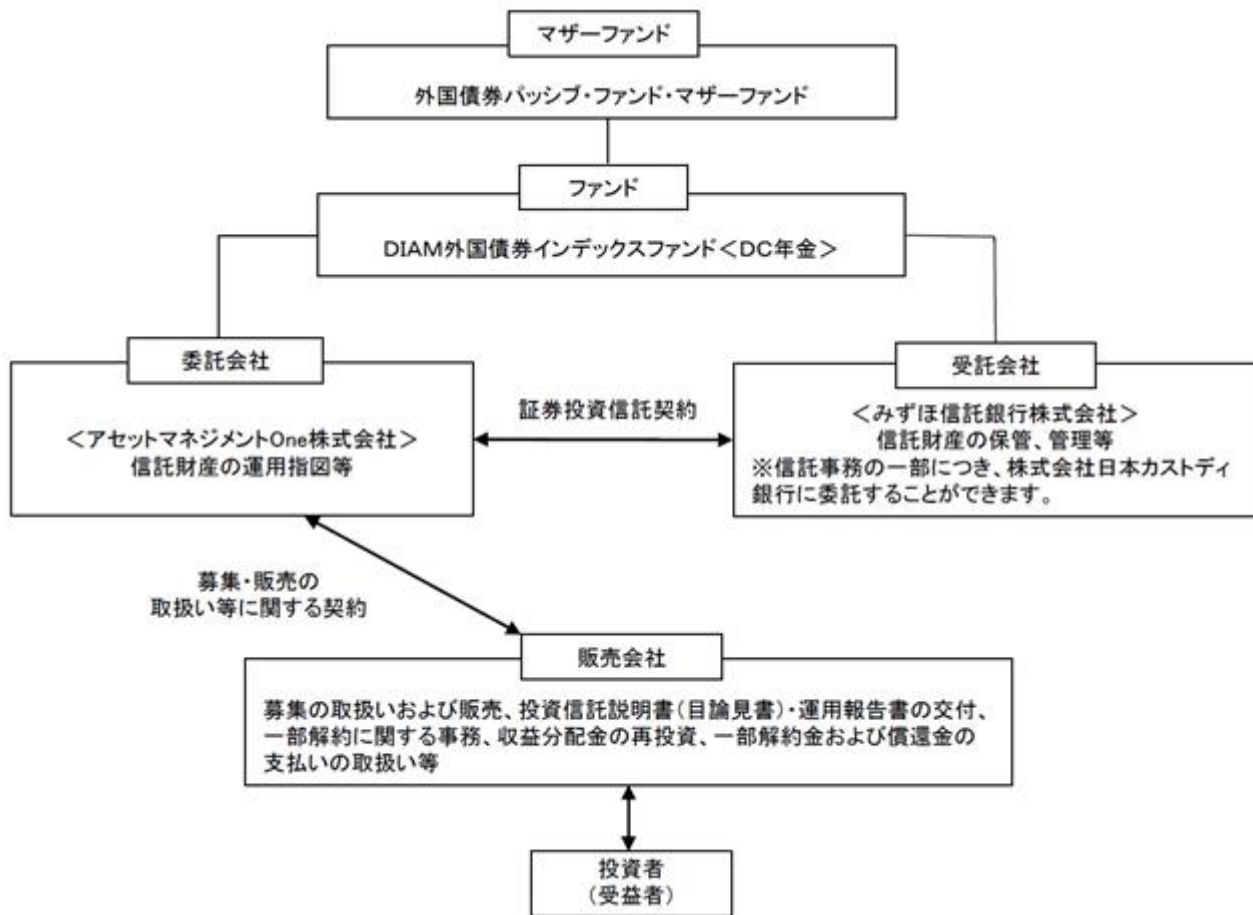 マザーファンド
外国債券パッシブ・ファンド・マザーファンド
ファンド
DIAM外国債券インデックスファンド＜DC年金＞
委託会社
＜アセットマネジメントOne株式会社＞
信託財産の運用指図等
証券投資信託契約
受託会社
＜みずほ信託銀行株式会社＞
信託財産の保管、管理等
※信託事務の一部につき、株式会社日本カストディ
銀行に委託することができます。
募集・販売の
取扱い等に関する契約
販売会社
募集の取扱いおよび販売、投資信託説明書（目論見書）・運用報告書の交付、
一部解約に関する事務、収益分配金の再投資、一部解約金および償還金の
支払いの取扱い等
投資者
（受益者）